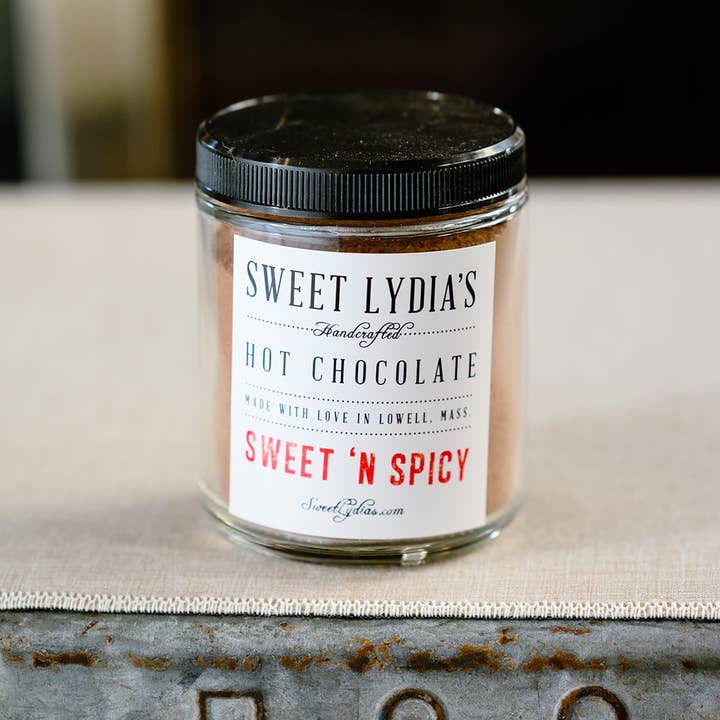 SWEET LYDIA'S
Handcrafted
HOT CHOCOLATE
MADE WITH LOVE IN LOWELL, MASS.
SWEET 'N SPICY
SweetLydias.com